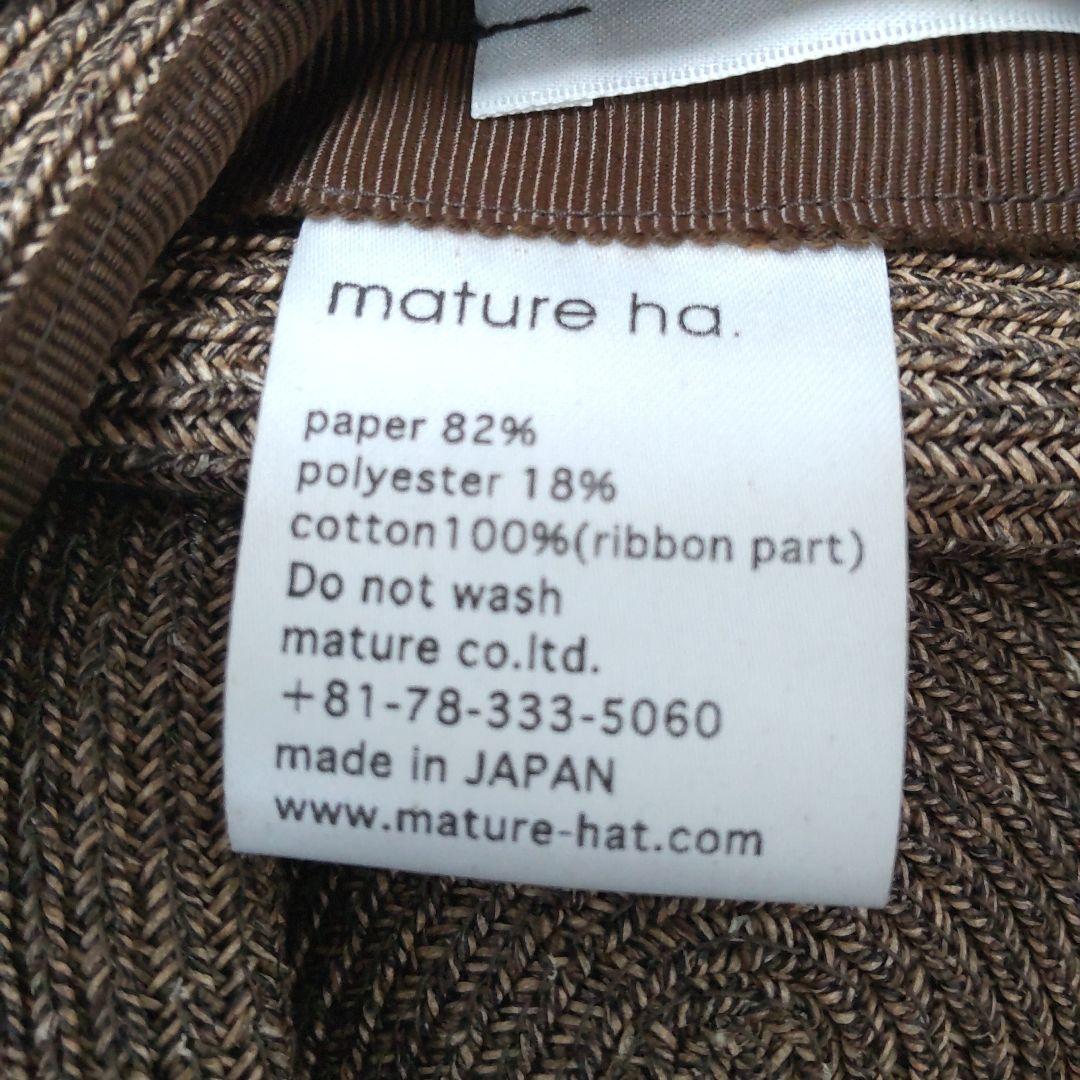 mature ha.
paper 82%
polyester 18%
cotton100%(ribbon part)
Do not wash
mature co.ltd.
+81-78-333-5060
made in JAPAN
www.mature-hat.com